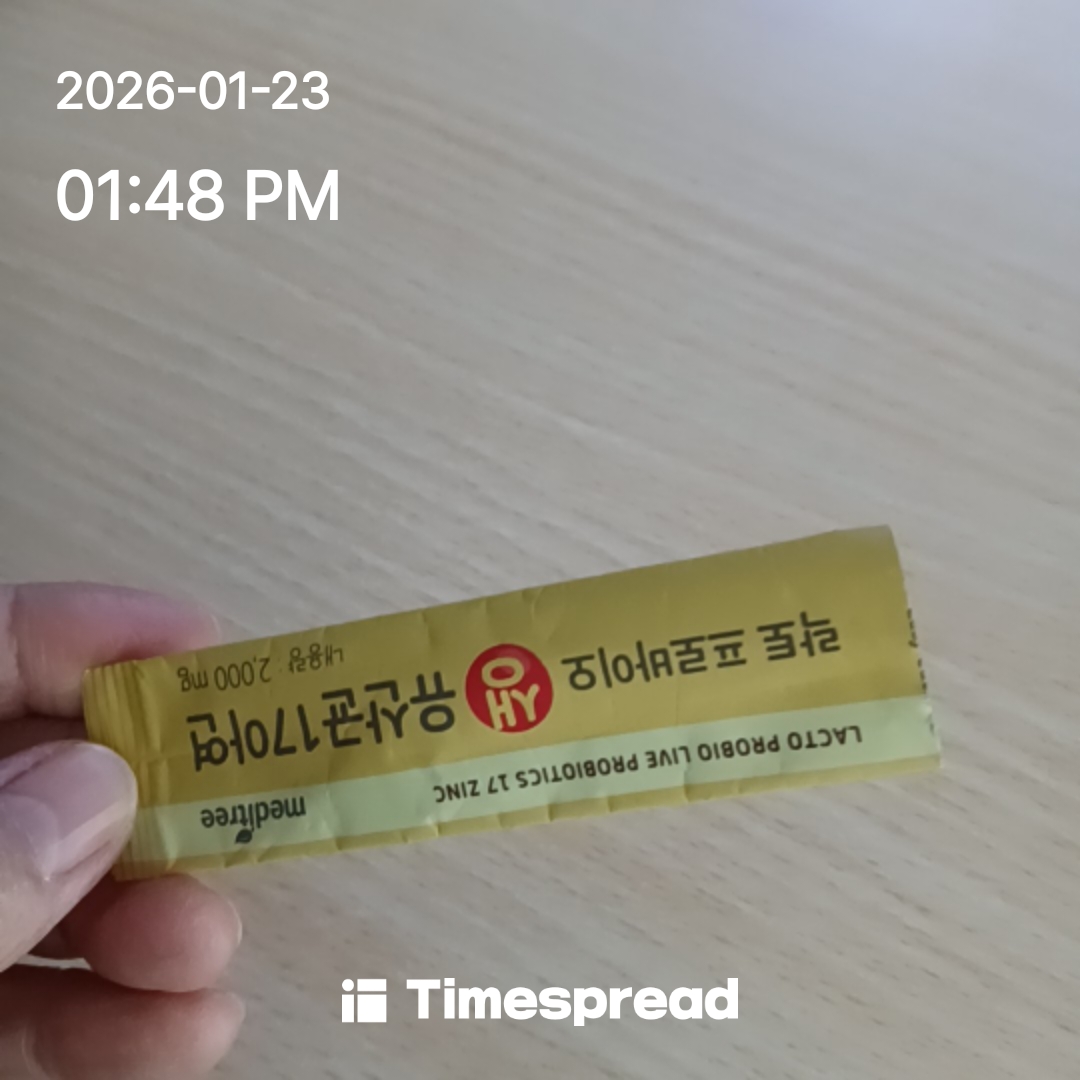 2026-01-23
01:48 PM
LACTO PROBIO LIVE PROBIOTICS 17 ZINC
meditree
락토 프로바이오
HY
유산균17아연
내용량 2,000 mg
Timespread